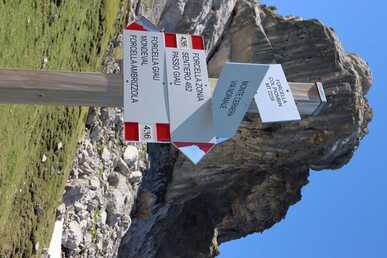 FORCELLA
COL PIOMBIN
MT 2239
MONTE CERNERA
VIA NORMALE
436
FORCELLA ZONIA
SENTIERO 462
PASSO GIAU
FORCELLA GIAU
MONDEVAL
FORCELLA AMBRIZZOLA
436